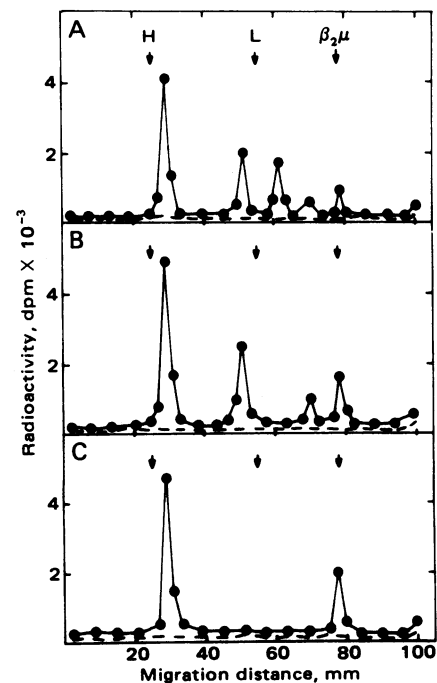 A
H L β₂μ
4
2
B
4
2
C
4
2
20 40 60 80 100
Migration distance, mm
Radioactivity, dpm X 10⁻³